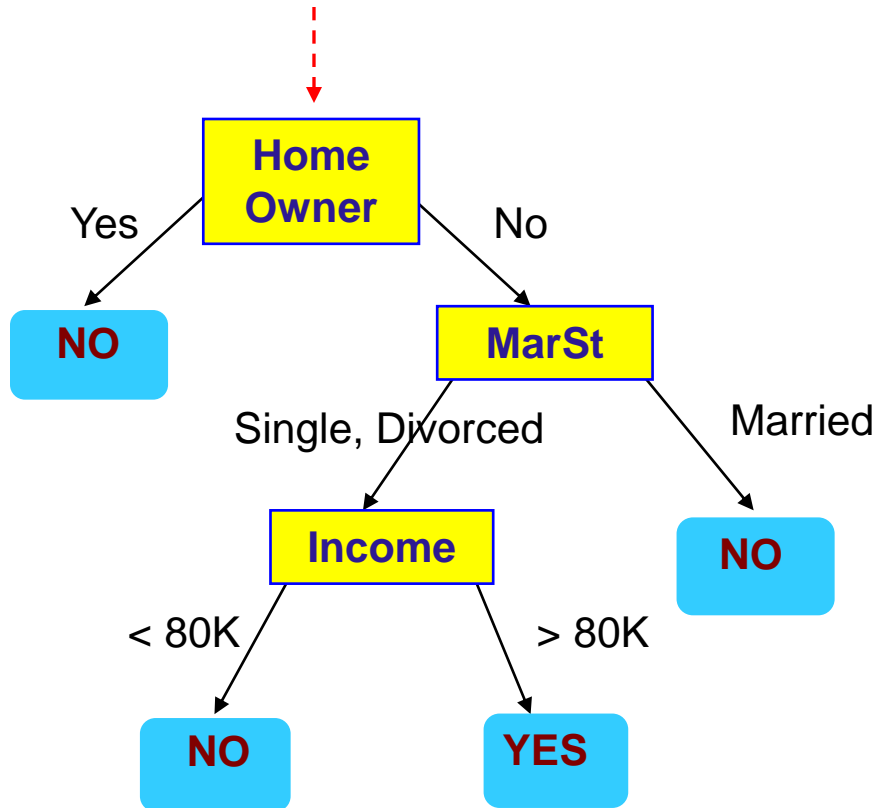 Home
Owner
Yes
No
NO
MarSt
Single, Divorced
Married
Income
NO
< 80K
> 80K
NO
YES